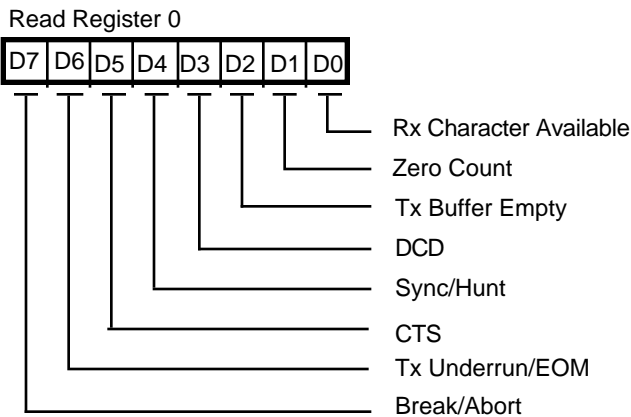 Read Register 0
D7 D6 D5 D4 D3 D2 D1 D0
Rx Character Available
Zero Count
Tx Buffer Empty
DCD
Sync/Hunt
CTS
Tx Underrun/EOM
Break/Abort